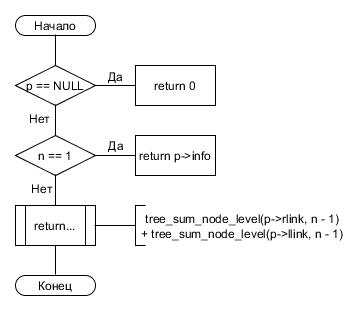 Начало
p == NULL
Да
return 0
Нет
n == 1
Да
return p->info
Нет
return...
tree_sum_node_level(p->rlink, n - 1)
+ tree_sum_node_level(p->llink, n - 1)
Конец